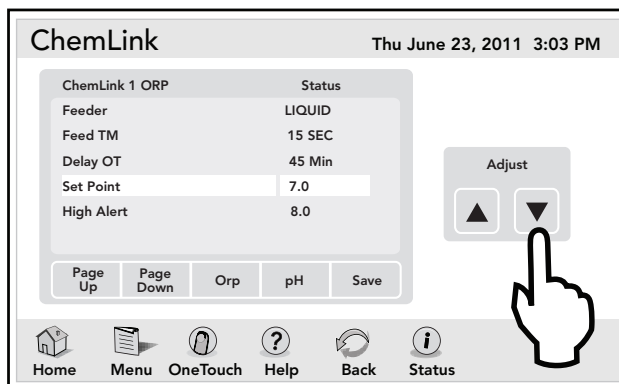 ChemLink Thu June 23, 2011 3:03 PM
ChemLink 1 ORP Status
Feeder LIQUID
Feed TM 15 SEC
Delay OT 45 Min
Set Point 7.0
High Alert 8.0
Adjust
Page Up Page Down Orp pH Save
Home Menu OneTouch Help Back Status